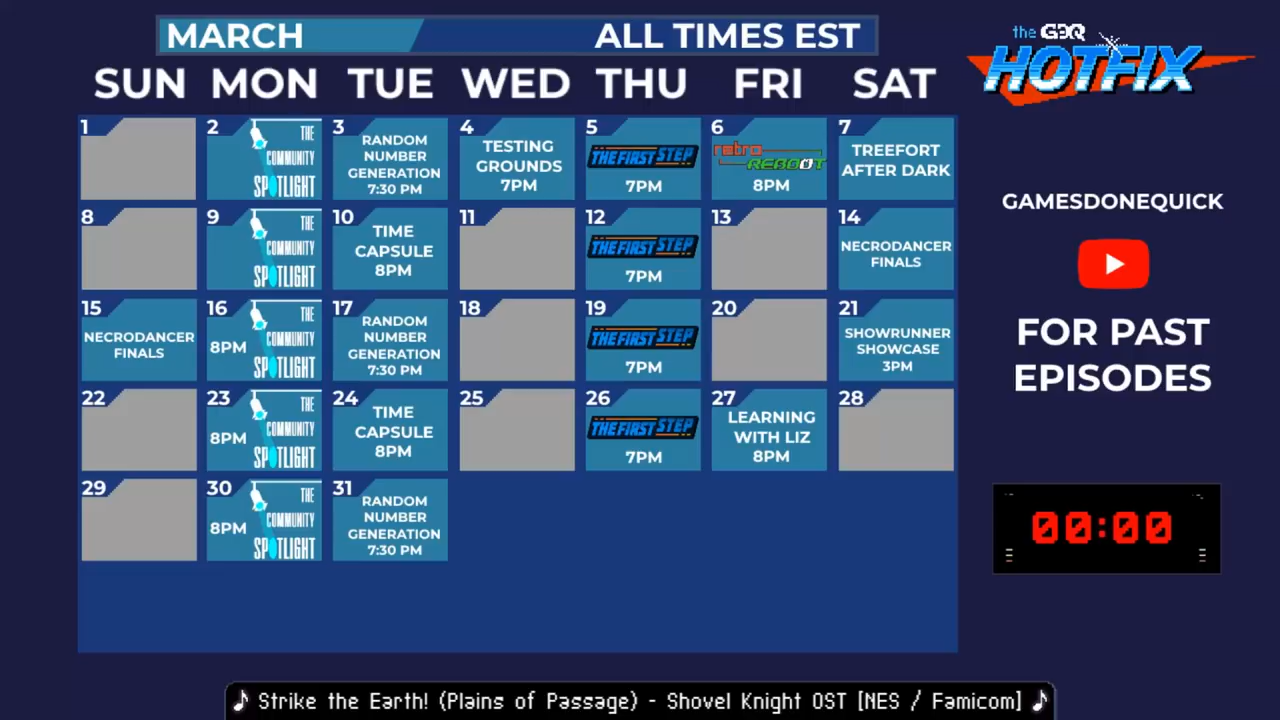 MARCH ALL TIMES EST
the GDQ
HOTFIX
SUN MON TUE WED THU FRI SAT
1
2
THE
COMMUNITY
SPOTLIGHT
3
RANDOM
NUMBER
GENERATION
7:30 PM
4
TESTING
GROUNDS
7PM
5
THE FIRST STEP
7PM
6
retro
REBOOT
8PM
7
TREEFORT
AFTER DARK
8
9
THE
COMMUNITY
SPOTLIGHT
10
TIME
CAPSULE
8PM
11
12
THE FIRST STEP
7PM
13
14
NECRODANCER
FINALS
15
NECRODANCER
FINALS
16
8PM
THE
COMMUNITY
SPOTLIGHT
17
RANDOM
NUMBER
GENERATION
7:30 PM
18
19
THE FIRST STEP
7PM
20
21
SHOWRUNNER
SHOWCASE
3PM
22
23
8PM
THE
COMMUNITY
SPOTLIGHT
24
TIME
CAPSULE
8PM
25
26
THE FIRST STEP
7PM
27
LEARNING
WITH LIZ
8PM
28
29
30
8PM
THE
COMMUNITY
SPOTLIGHT
31
RANDOM
NUMBER
GENERATION
7:30 PM
GAMESDONEQUICK
FOR PAST
EPISODES
00:00
♪ Strike the Earth! (Plains of Passage) - Shovel Knight OST [NES / Famicom] ♪